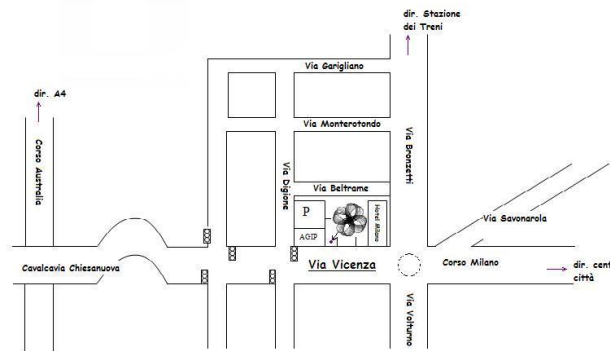 dir. Stazione
dei Treni
Via Garigliano
dir. A4
Via Monterotondo
Corso Australia
Via Digione
Via Bronzetti
Via Beltrame
P
Hotel Milano
Via Savonarola
AGIP
Cavalcavia Chiesanuova
Via Vicenza
Corso Milano
dir. cent
città
Via Volturno